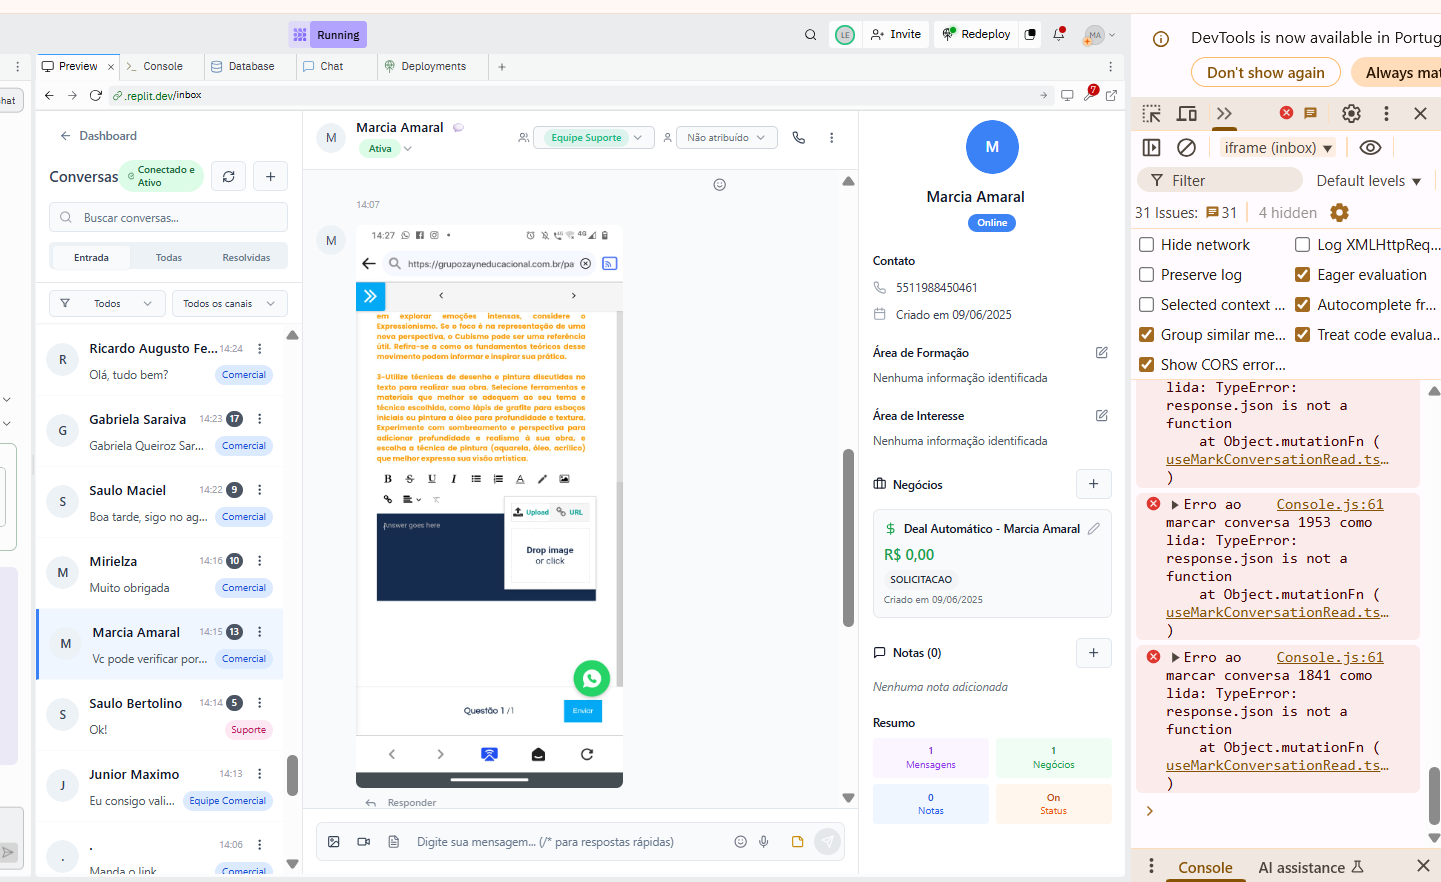 Running
LE
Invite
Redeploy
MA
Preview
Console
Database
Chat
Deployments
hat
.replit.dev/inbox
7
Dashboard
Conversas
Conectado e
Ativo
Buscar conversas...
Entrada
Todas
Resolvidas
Todos
Todos os canais
R
Ricardo Augusto Fe...
14:24
Olá, tudo bem?
Comercial
G
Gabriela Saraiva
14:23
17
Gabriela Queiroz Sar...
Comercial
S
Saulo Maciel
14:22
9
Boa tarde, sigo no ag...
Comercial
M
Mirielza
14:16
10
Muito obrigada
Comercial
M
Marcia Amaral
14:15
13
Vc pode verificar por...
Comercial
S
Saulo Bertolino
14:14
5
Ok!
Suporte
J
Junior Maximo
14:13
Eu consigo vali...
Equipe Comercial
.
.
14:06
Manda o link
Comercial
M
Marcia Amaral
Ativa
Equipe Suporte
Não atribuído
14:07
M
14:27
4G
https://grupozayneducacional.com.br/pa
em explorar emoções intensas, considere o
Expressionismo. Se o foco é na representação de uma
nova perspectiva, o Cubismo pode ser uma referência
útil. Refira-se a como os fundamentos teóricos desse
movimento podem informar e inspirar sua prática.
3-Utilize técnicas de desenho e pintura discutidas no
texto para realizar sua obra. Selecione ferramentas e
materiais que melhor se adequem ao seu tema e
técnica escolhida, como lápis de grafite para esboços
iniciais ou pintura a óleo para profundidade e textura.
Experimente com sombreamento e perspectiva para
adicionar profundidade e realismo à sua obra, e
escolha a técnica de pintura (aquarela, óleo, acrílico)
que melhor expressa sua visão artística.
B S U I A
Upload
URL
Answer goes here
Drop image
or click
Questão 1 /1
Enviar
Responder
Digite sua mensagem... (/* para respostas rápidas)
M
Marcia Amaral
Online
Contato
5511988450461
Criado em 09/06/2025
Área de Formação
Nenhuma informação identificada
Área de Interesse
Nenhuma informação identificada
Negócios
Deal Automático - Marcia Amaral
R$ 0,00
SOLICITACAO
Criado em 09/06/2025
Notas (0)
Nenhuma nota adicionada
Resumo
1
Mensagens
1
Negócios
0
Notas
On
Status
DevTools is now available in Portug
Don't show again
Always mat
iframe (inbox)
Filter
Default levels
31 Issues:
31
4 hidden
Hide network
Log XMLHttpReq...
Preserve log
Eager evaluation
Selected context ...
Autocomplete fr...
Group similar me...
Treat code evalua...
Show CORS error...
lida: TypeError:
response.json is not a
function
at Object.mutationFn (
useMarkConversationRead.ts…
)
Erro ao
Console.js:61
marcar conversa 1953 como
lida: TypeError:
response.json is not a
function
at Object.mutationFn (
useMarkConversationRead.ts…
)
Erro ao
Console.js:61
marcar conversa 1841 como
lida: TypeError:
response.json is not a
function
at Object.mutationFn (
useMarkConversationRead.ts…
)
Console
AI assistance